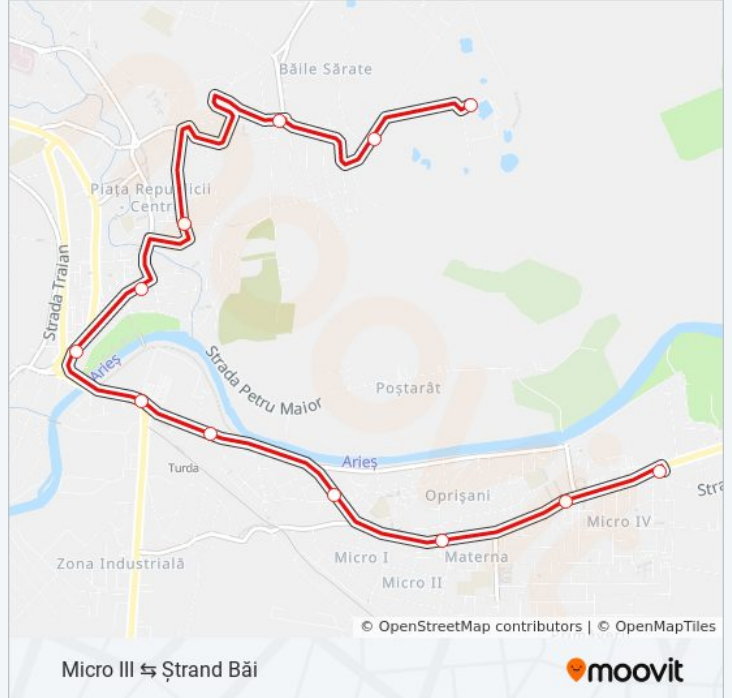 Băile Sărate
Piața Republicii
Centru
Strada Traian
Arieș
Strada Petru Maior
Poștarât
Arieș
Turda
Oprișani
Stra
Micro IV
Zona Industrială
Micro I
Materna
Micro II
© OpenStreetMap contributors | © OpenMapTiles
Micro III ⇆ Ștrand Băi
moovit